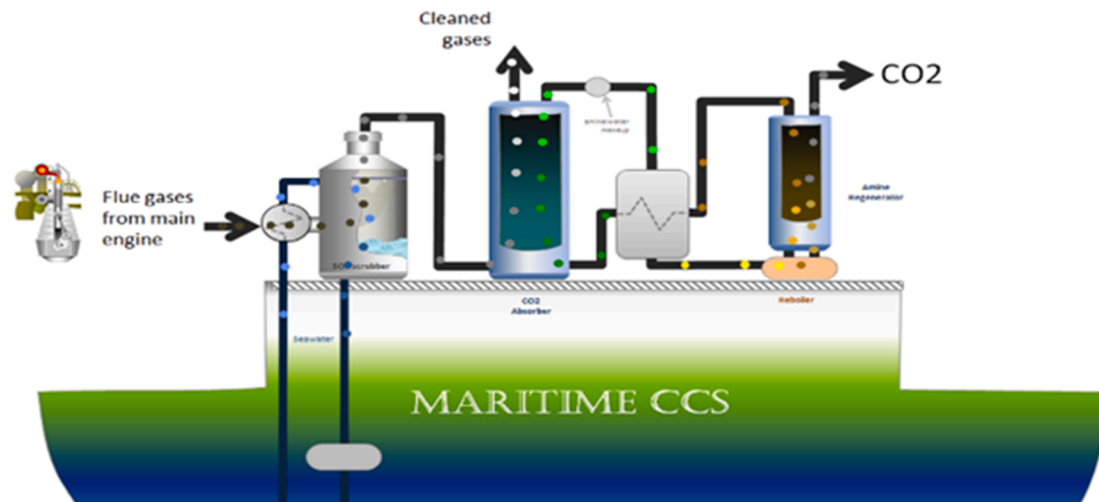 Cleaned
gases
CO2
Flue gases
from main
engine
Amine
Regenerator
CO2
Absorber
Reboiler
Seawater
MARITIME CCS